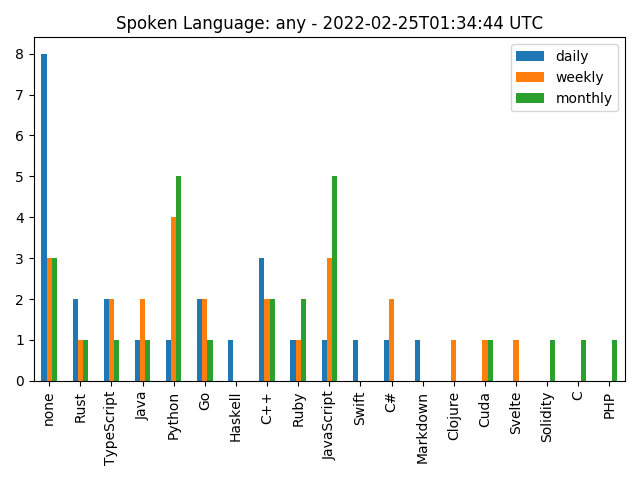 Spoken Language: any - 2022-02-25T01:34:44 UTC
daily
weekly
monthly
8
7
6
5
4
3
2
1
0
none
Rust
TypeScript
Java
Python
Go
Haskell
C++
Ruby
JavaScript
Swift
C#
Markdown
Clojure
Cuda
Svelte
Solidity
C
PHP